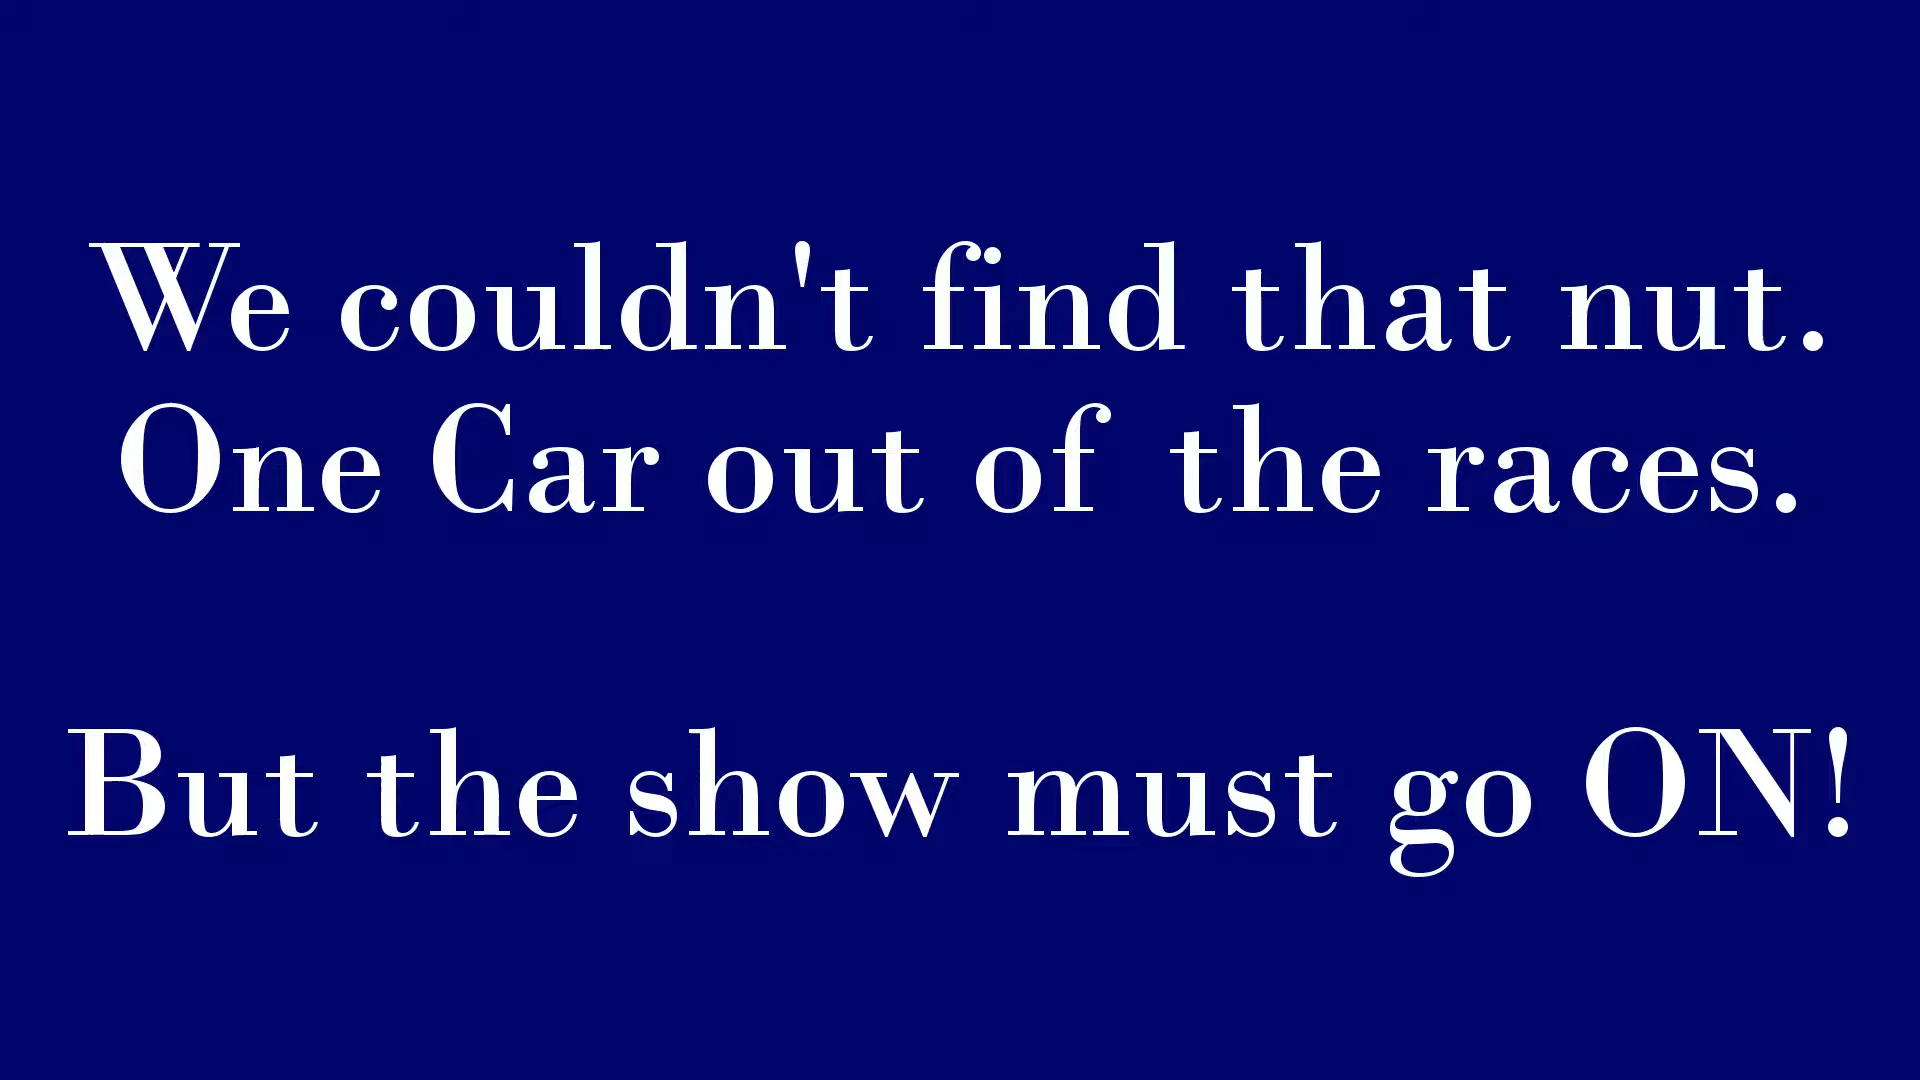 We couldn't find that nut.
One Car out of the races.
But the show must go ON!